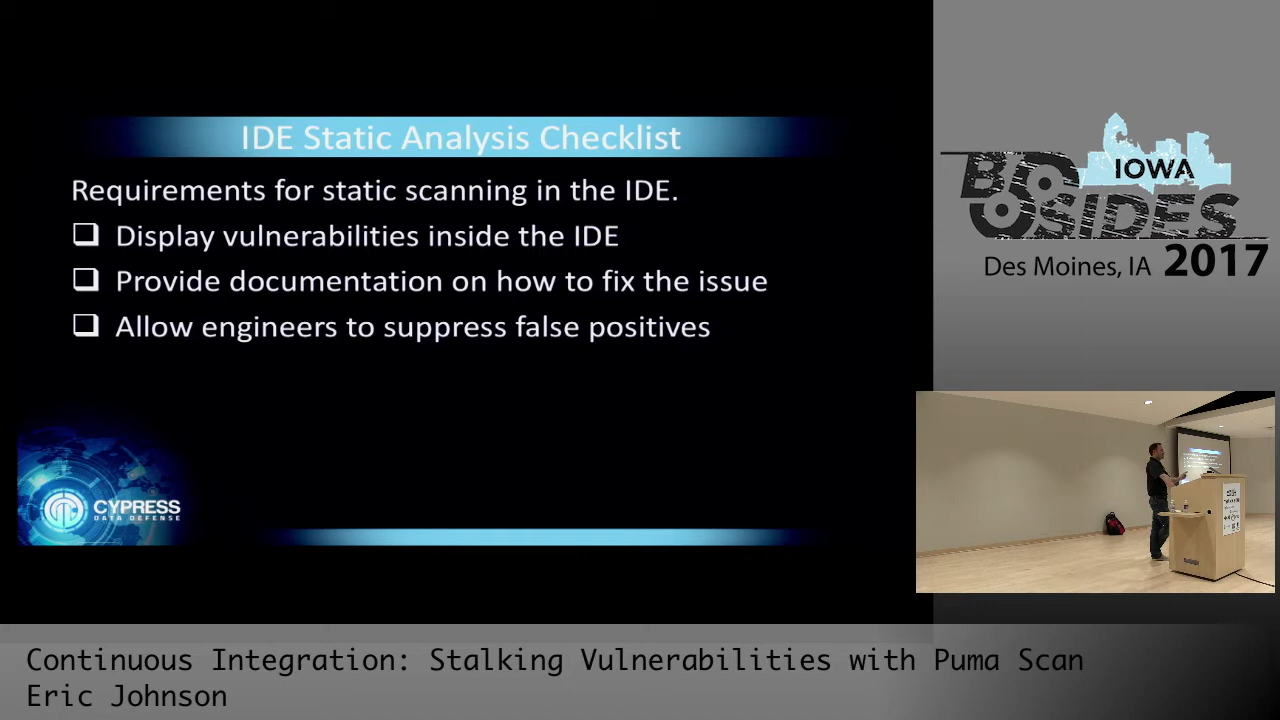 IDE Static Analysis Checklist
Requirements for static scanning in the IDE.
Display vulnerabilities inside the IDE
Provide documentation on how to fix the issue
Allow engineers to suppress false positives
CYPRESS
DATA DEFENSE
IOWA
BSIDES
Des Moines, IA 2017
Continuous Integration: Stalking Vulnerabilities with Puma Scan
Eric Johnson